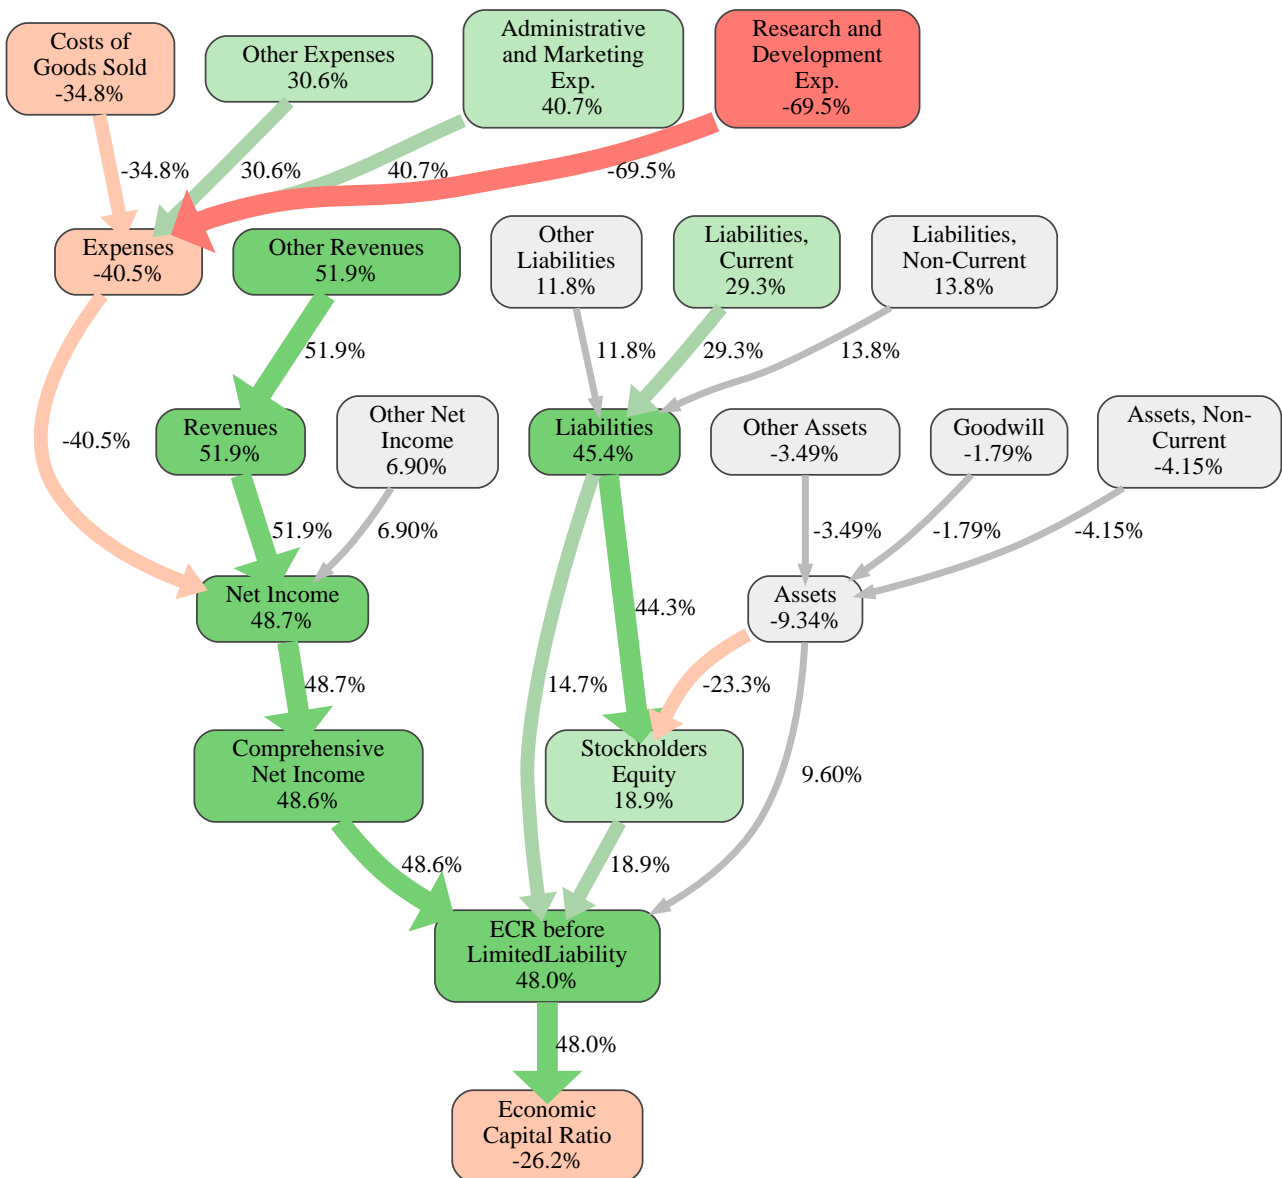 Costs of
Goods Sold
-34.8%
Other Expenses
30.6%
Administrative
and Marketing
Exp.
40.7%
Research and
Development
Exp.
-69.5%
-34.8%
30.6%
40.7%
-69.5%
Expenses
-40.5%
Other Revenues
51.9%
Other
Liabilities
11.8%
Liabilities,
Current
29.3%
Liabilities,
Non-Current
13.8%
51.9%
11.8%
29.3%
13.8%
-40.5%
Revenues
51.9%
Other Net
Income
6.90%
Liabilities
45.4%
Other Assets
-3.49%
Goodwill
-1.79%
Assets, Non-
Current
-4.15%
51.9%
6.90%
-3.49%
-1.79%
-4.15%
Net Income
48.7%
44.3%
Assets
-9.34%
48.7%
14.7%
-23.3%
Comprehensive
Net Income
48.6%
Stockholders
Equity
18.9%
9.60%
48.6%
18.9%
ECR before
LimitedLiability
48.0%
48.0%
Economic
Capital Ratio
-26.2%